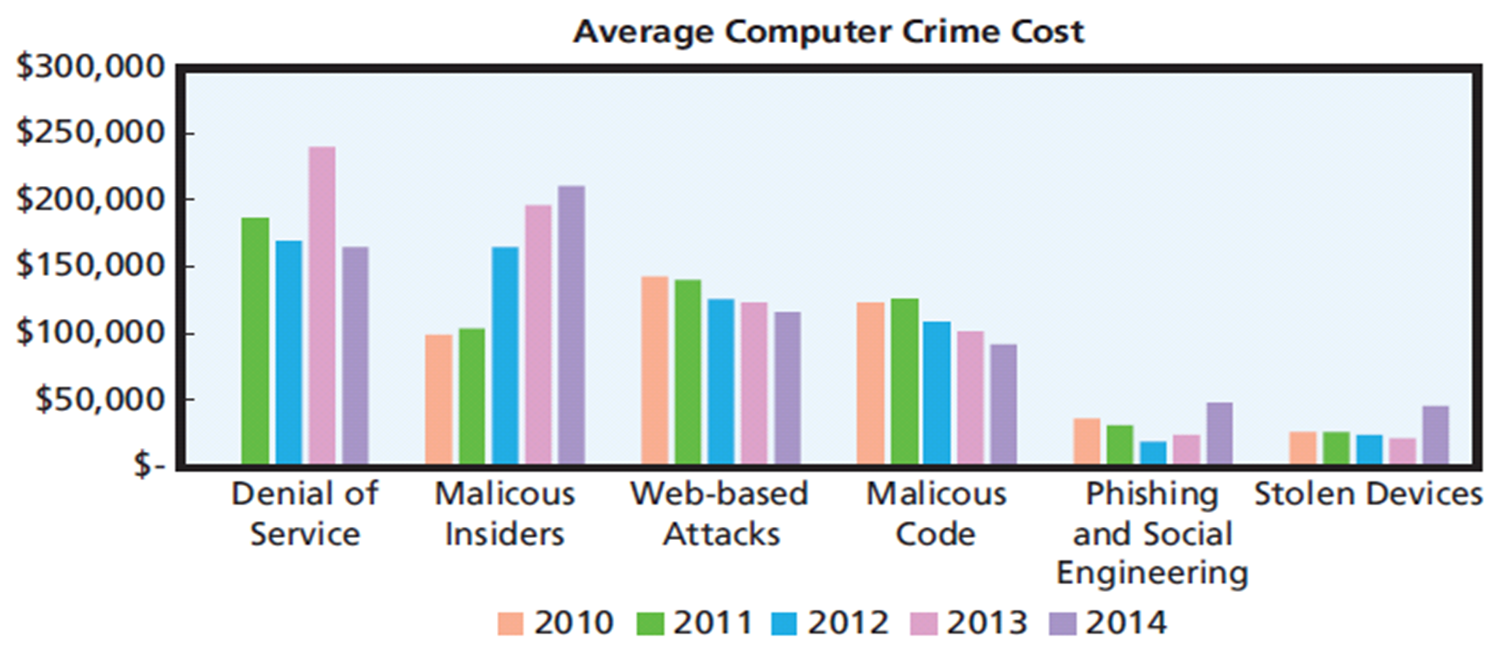 Average Computer Crime Cost
$300,000
$250,000
$200,000
$150,000
$100,000
$50,000
$-
Denial of
Service
Malicous
Insiders
Web-based
Attacks
Malicous
Code
Phishing
and Social
Engineering
Stolen Devices
2010 2011 2012 2013 2014